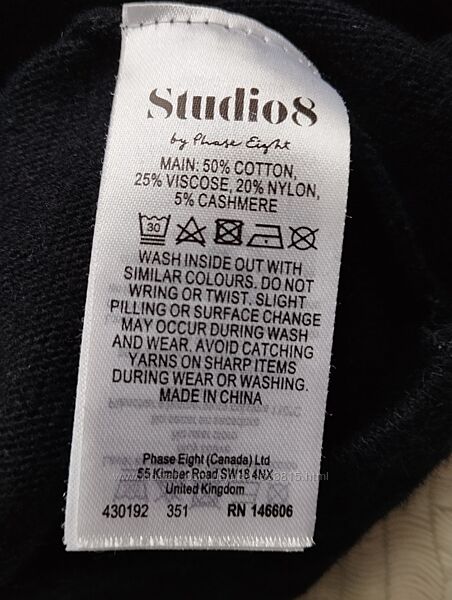 Studio8
by Phase Eight
MAIN: 50% COTTON,
25% VISCOSE, 20% NYLON,
5% CASHMERE
30
WASH INSIDE OUT WITH
SIMILAR COLOURS. DO NOT
WRING OR TWIST. SLIGHT
PILLING OR SURFACE CHANGE
MAY OCCUR DURING WASH
AND WEAR. AVOID CATCHING
YARNS ON SHARP ITEMS
DURING WEAR OR WASHING.
MADE IN CHINA
Phase Eight (Canada) Ltd
55 Kimber Road SW18 4NX
United Kingdom
430192 351 RN 146606